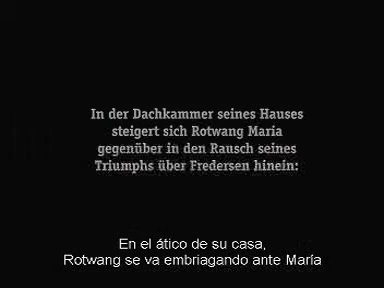 In der Dachkammer seines Hauses
steigert sich Rotwang Maria
gegenüber in den Rausch seines
Triumphs über Fredersen hinein:
En el ático de su casa,
Rotwang se va embriagando ante María